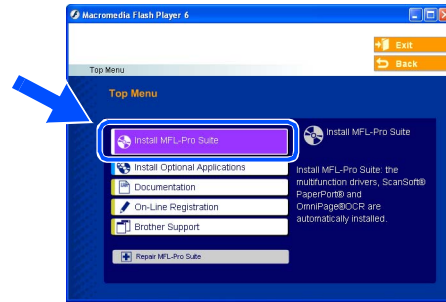 Macromedia Flash Player 6
Exit
Back
Top Menu
Top Menu
Install MFL-Pro Suite
Install Optional Applications
Documentation
On-Line Registration
Brother Support
Repair MFL-Pro Suite
Install MFL-Pro Suite
Install MFL-Pro Suite: the
multifunction drivers, ScanSoft®
PaperPort® and
OmniPage®OCR are
automatically installed.